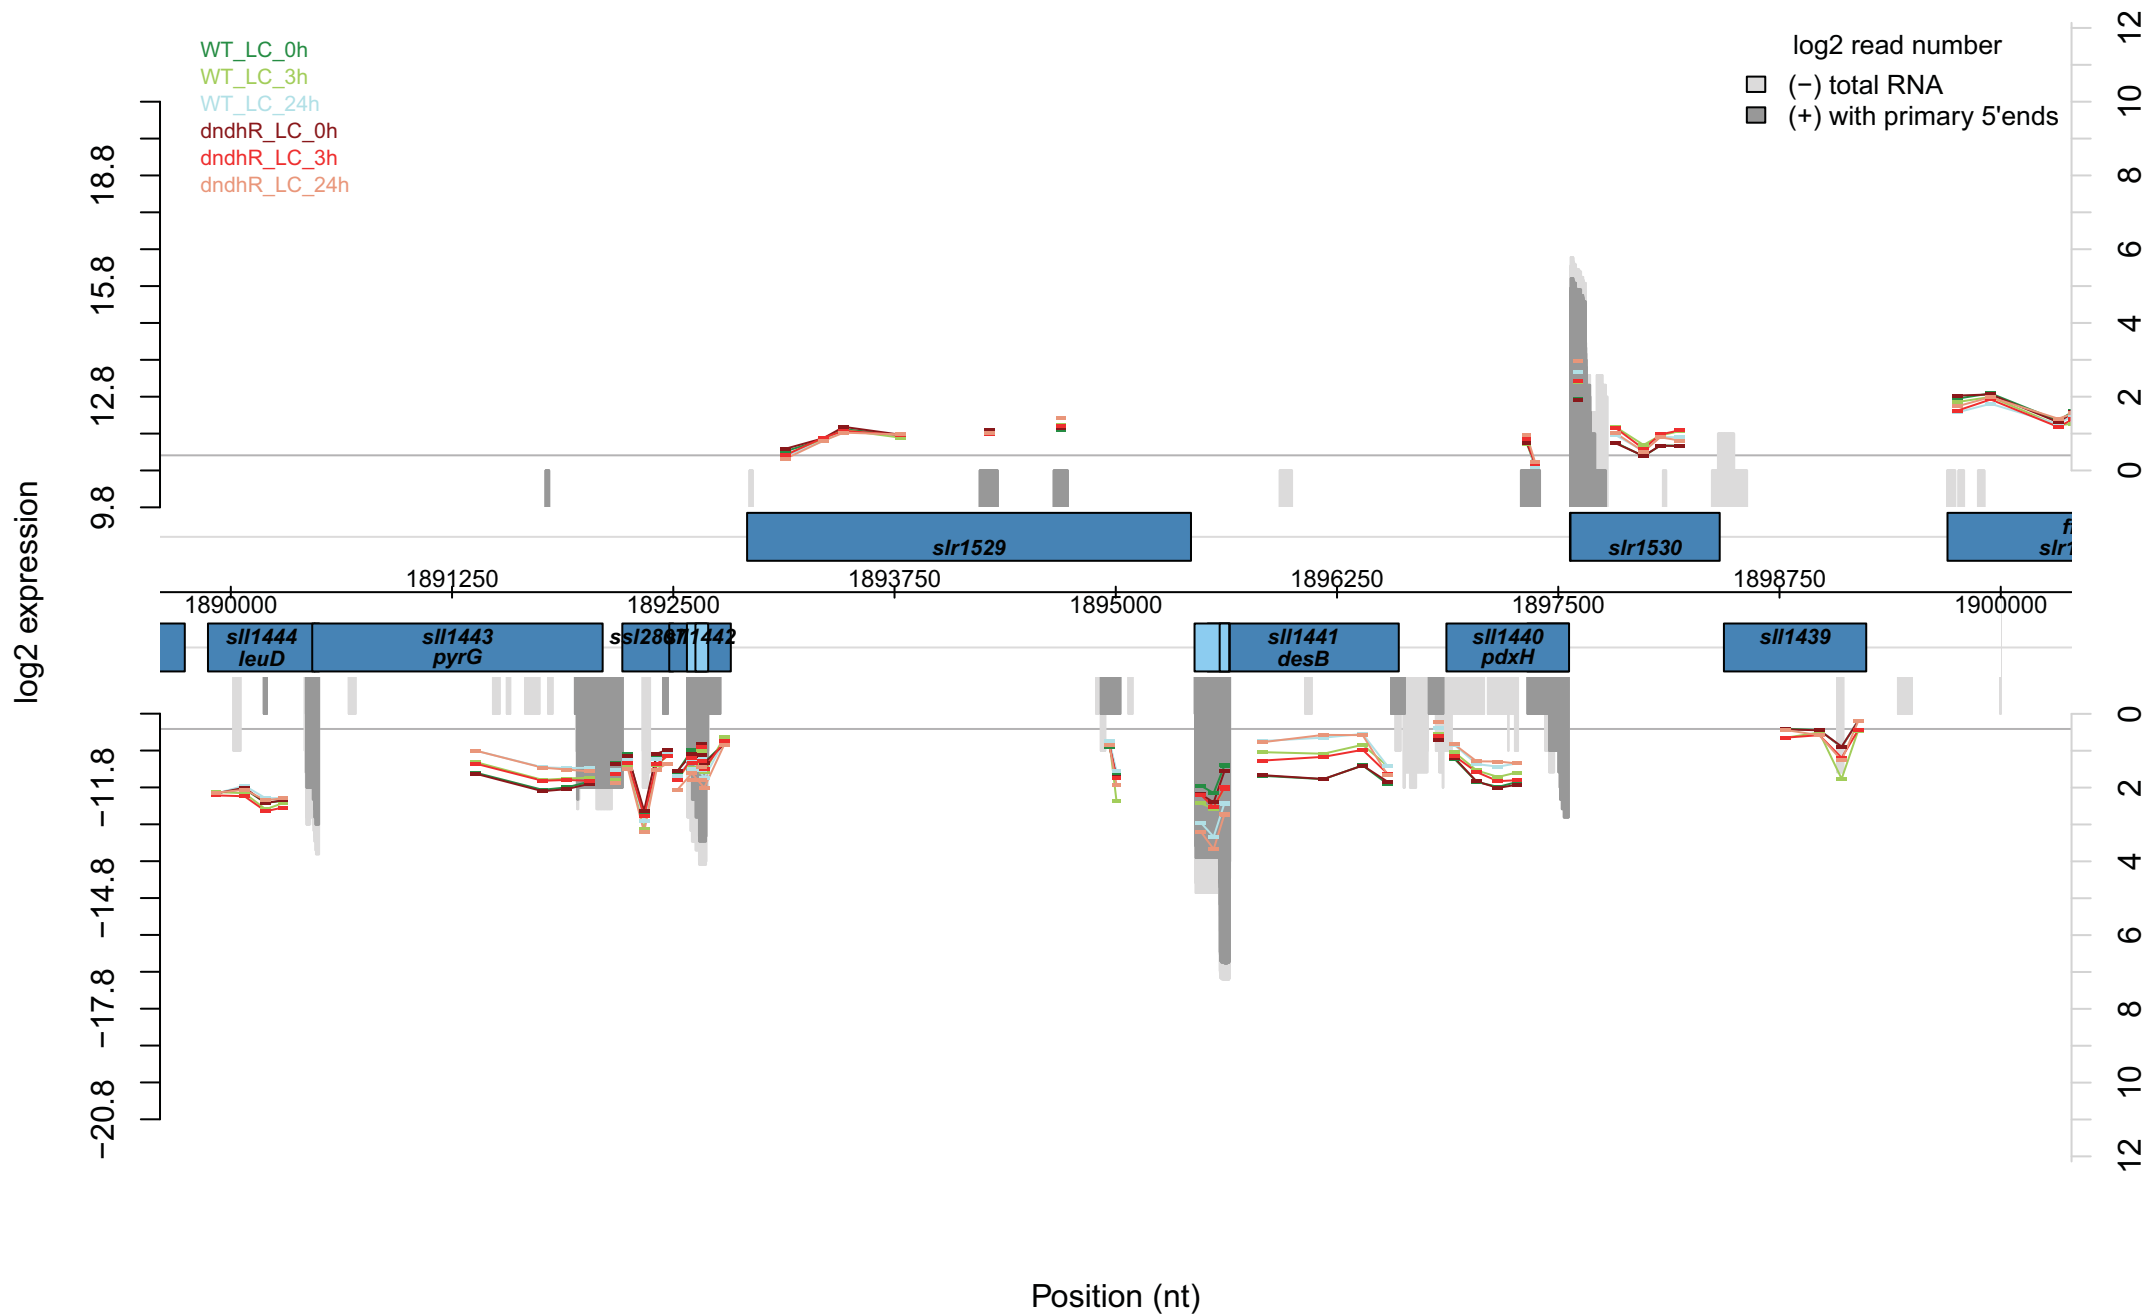 WT_LC_0h
WT_LC_3h
WT_LC_24h
dndhR_LC_0h
dndhR_LC_3h
dndhR_LC_24h
log2 read number
(−) total RNA
(+) with primary 5'ends
log2 expression
18.8
15.8
12.8
9.8
12
10
8
6
4
2
0
slr1529
slr1530
slr1
1891250
1893750
1896250
1898750
1890000
1892500
1895000
1897500
1900000
sll1444
leuD
sll1443
pyrG
sll1442
sll1441
desB
sll1440
pdxH
sll1439
−11.8
−14.8
−17.8
−20.8
0
2
4
6
8
10
12
Position (nt)